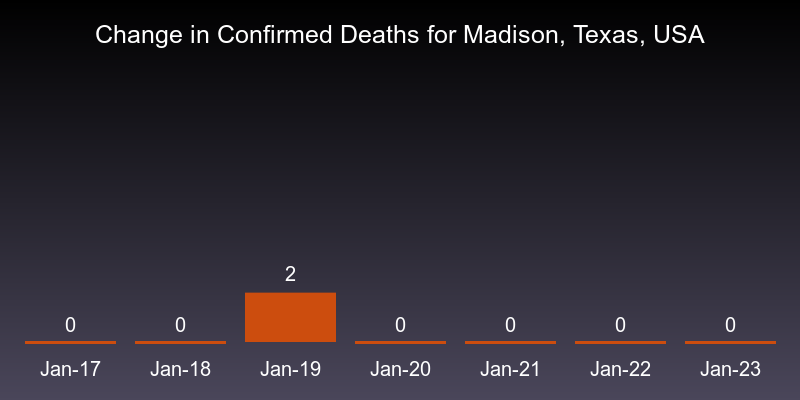 Change in Confirmed Deaths for Madison, Texas, USA
2
0 0 0 0 0 0
Jan-17 Jan-18 Jan-19 Jan-20 Jan-21 Jan-22 Jan-23